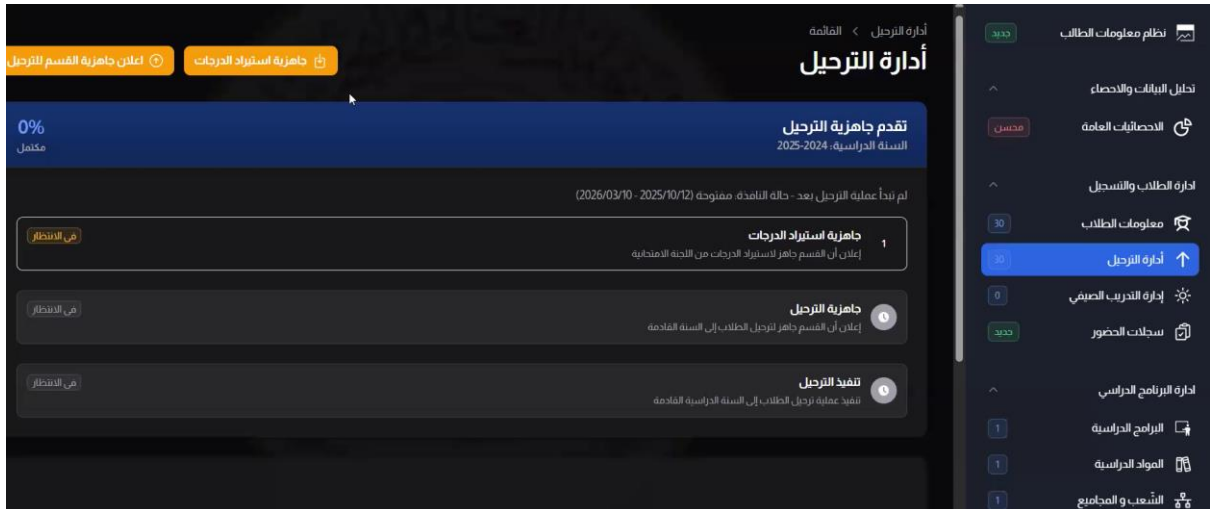 نظام معلومات الطالب
جديد
تحليل البيانات والاحصاء
الاحصائيات العامة
محسن
ادارة الطلاب والتسجيل
معلومات الطلاب
30
أدارة الترحيل
30
إدارة التدريب الصيفي
0
سجلات الحضور
جديد
ادارة البرنامج الدراسي
البرامج الدراسية
1
المواد الدراسية
1
الشُعب و المجاميع
1
أدارة الترحيل > القائمة
أدارة الترحيل
جاهزية استيراد الدرجات
اعلان جاهزية القسم للترحيل
تقدم جاهزية الترحيل
0%
السنة الدراسية: 2024-2025
مكتمل
لم تبدأ عملية الترحيل بعد - حالة النافذة: مفتوحة (2025/10/12 - 2026/03/10)
1
جاهزية استيراد الدرجات
في الانتظار
إعلان أن القسم جاهز لاستيراد الدرجات من اللجنة الامتحانية
جاهزية الترحيل
في الانتظار
إعلان أن القسم جاهز لترحيل الطلاب إلى السنة القادمة
تنفيذ الترحيل
في الانتظار
تنفيذ عملية ترحيل الطلاب إلى السنة الدراسية القادمة